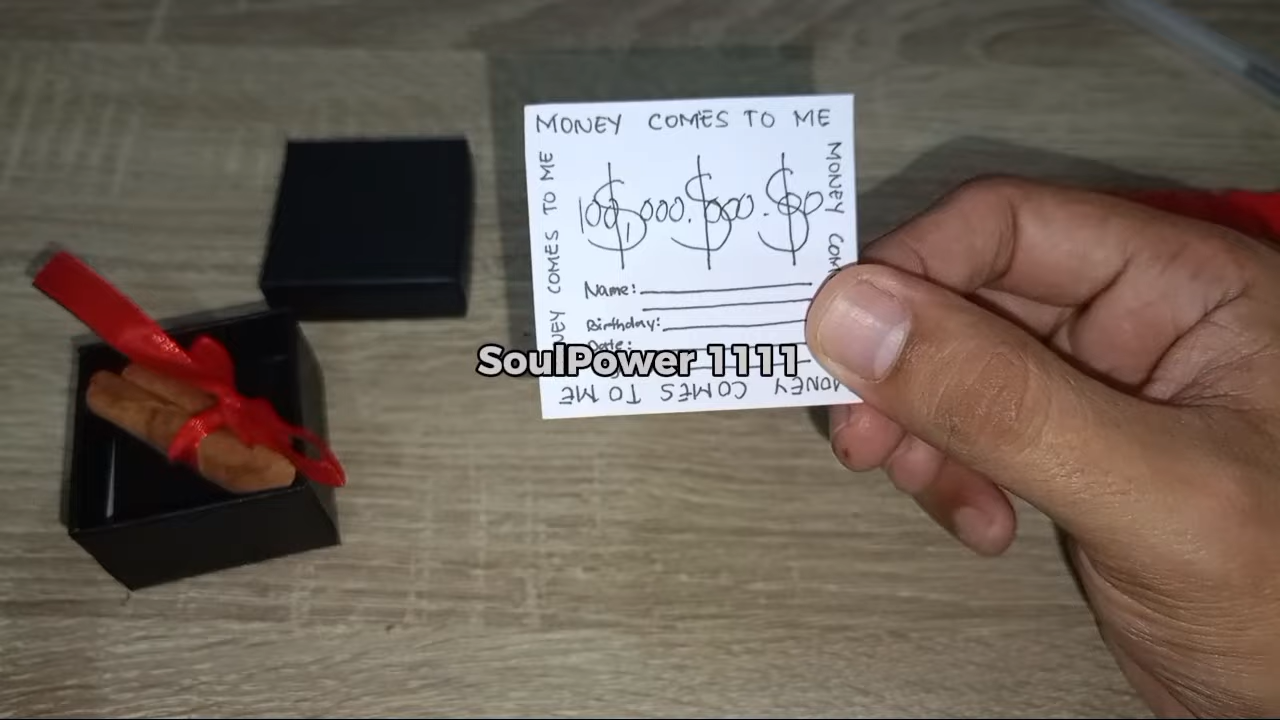 MONEY COMES TO ME
MONEY COMES TO ME
MONEY COM
100,000.000.00
$ $ $
Name:
Birthday:
Date:
SoulPower 1111
MONEY COMES TO ME